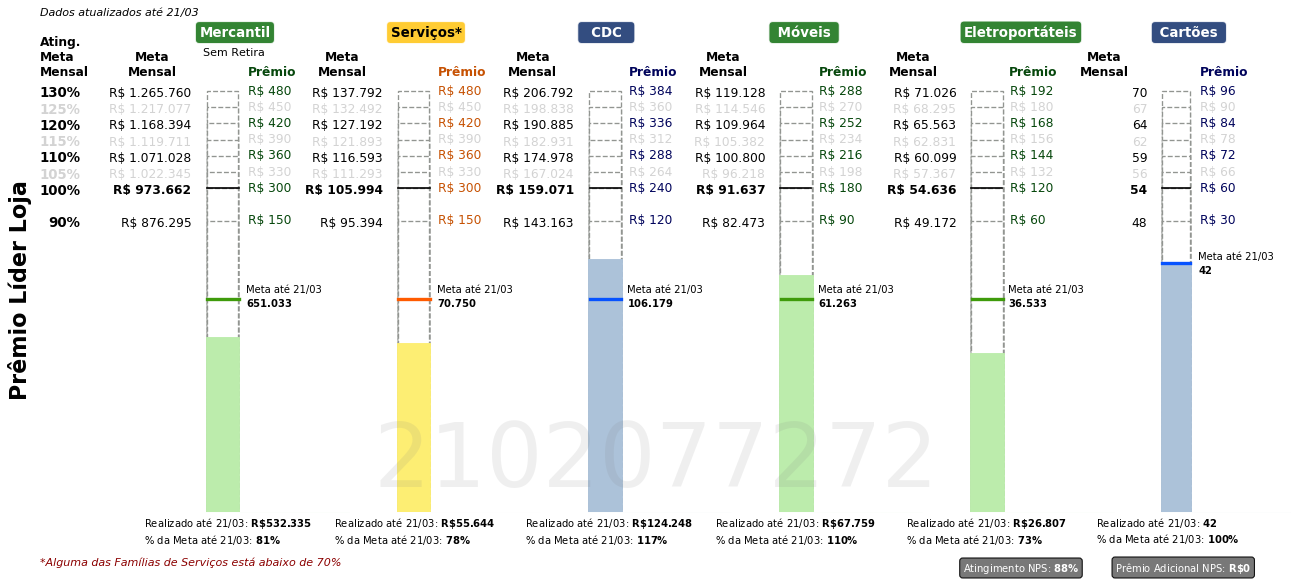 Dados atualizados até 21/03
Mercantil Serviços* CDC Móveis Eletroportáteis Cartões
Sem Retira
Ating. Meta Mensal Meta Mensal Prêmio Meta Mensal Prêmio Meta Mensal Prêmio Meta Mensal Prêmio Meta Mensal Prêmio Meta Mensal Prêmio
130% R$ 1.265.760 R$ 480 R$ 137.792 R$ 480 R$ 206.792 R$ 384 R$ 119.128 R$ 288 R$ 71.026 R$ 192 70 R$ 96
125% R$ 1.217.077 R$ 450 R$ 132.492 R$ 450 R$ 198.838 R$ 360 R$ 114.546 R$ 270 R$ 68.295 R$ 180 67 R$ 90
120% R$ 1.168.394 R$ 420 R$ 127.192 R$ 420 R$ 190.885 R$ 336 R$ 109.964 R$ 252 R$ 65.563 R$ 168 64 R$ 84
115% R$ 1.119.711 R$ 390 R$ 121.893 R$ 390 R$ 182.931 R$ 312 R$ 105.382 R$ 234 R$ 62.831 R$ 156 62 R$ 78
110% R$ 1.071.028 R$ 360 R$ 116.593 R$ 360 R$ 174.978 R$ 288 R$ 100.800 R$ 216 R$ 60.099 R$ 144 59 R$ 72
105% R$ 1.022.345 R$ 330 R$ 111.293 R$ 330 R$ 167.024 R$ 264 R$ 96.218 R$ 198 R$ 57.367 R$ 132 56 R$ 66
100% R$ 973.662 R$ 300 R$ 105.994 R$ 300 R$ 159.071 R$ 240 R$ 91.637 R$ 180 R$ 54.636 R$ 120 54 R$ 60
90% R$ 876.295 R$ 150 R$ 95.394 R$ 150 R$ 143.163 R$ 120 R$ 82.473 R$ 90 R$ 49.172 R$ 60 48 R$ 30
Prêmio Líder Loja
Meta até 21/03
42
Meta até 21/03 Meta até 21/03 Meta até 21/03 Meta até 21/03 Meta até 21/03
651.033 70.750 106.179 61.263 36.533
2102077272
Realizado até 21/03: R$532.335 Realizado até 21/03: R$55.644 Realizado até 21/03: R$124.248 Realizado até 21/03: R$67.759 Realizado até 21/03: R$26.807 Realizado até 21/03: 42
% da Meta até 21/03: 81% % da Meta até 21/03: 78% % da Meta até 21/03: 117% % da Meta até 21/03: 110% % da Meta até 21/03: 73% % da Meta até 21/03: 100%
*Alguma das Famílias de Serviços está abaixo de 70%
Atingimento NPS: 88% Prêmio Adicional NPS: R$0